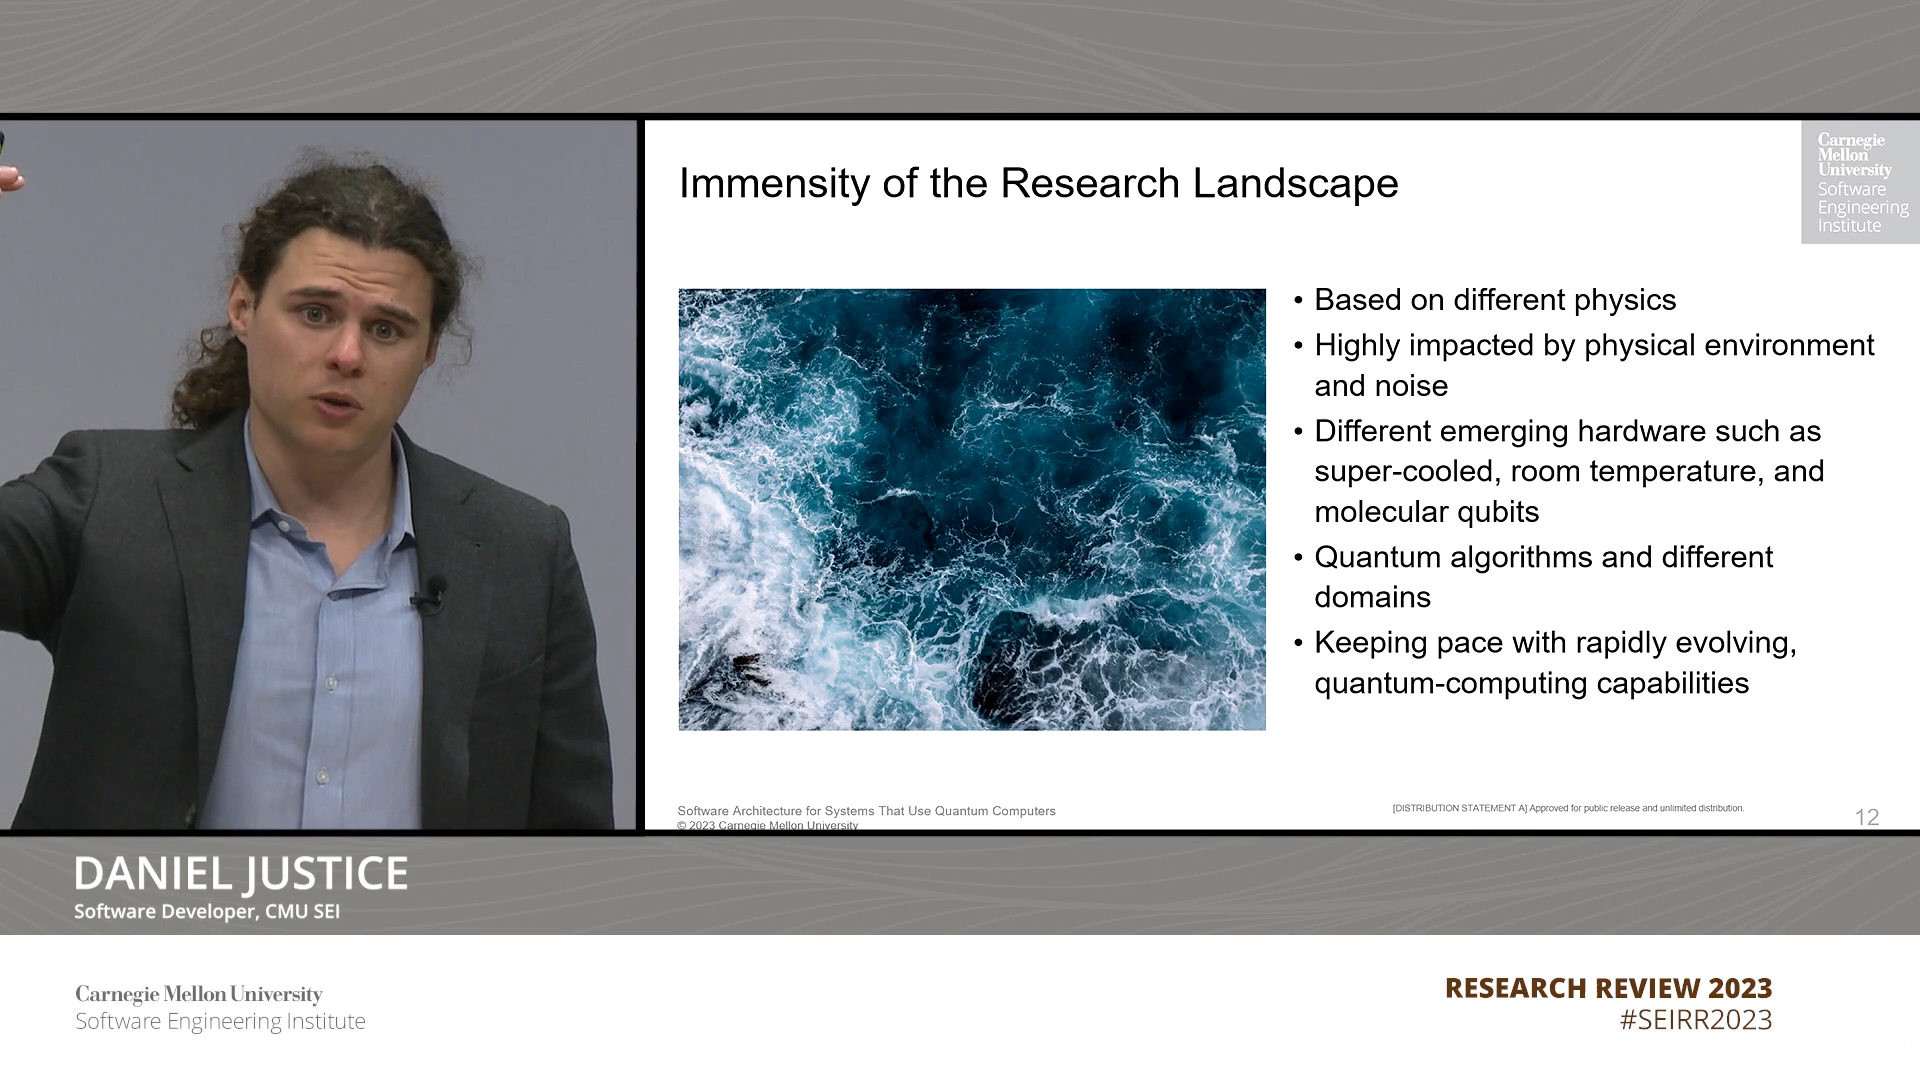 Immensity of the Research Landscape
Carnegie
Mellon
University
Software
Engineering
Institute
• Based on different physics
• Highly impacted by physical environment
and noise
• Different emerging hardware such as
super-cooled, room temperature, and
molecular qubits
• Quantum algorithms and different
domains
• Keeping pace with rapidly evolving,
quantum-computing capabilities
Software Architecture for Systems That Use Quantum Computers
© 2023 Carnegie Mellon University
[DISTRIBUTION STATEMENT A] Approved for public release and unlimited distribution.
12
DANIEL JUSTICE
Software Developer, CMU SEI
Carnegie Mellon University
Software Engineering Institute
RESEARCH REVIEW 2023
#SEIRR2023